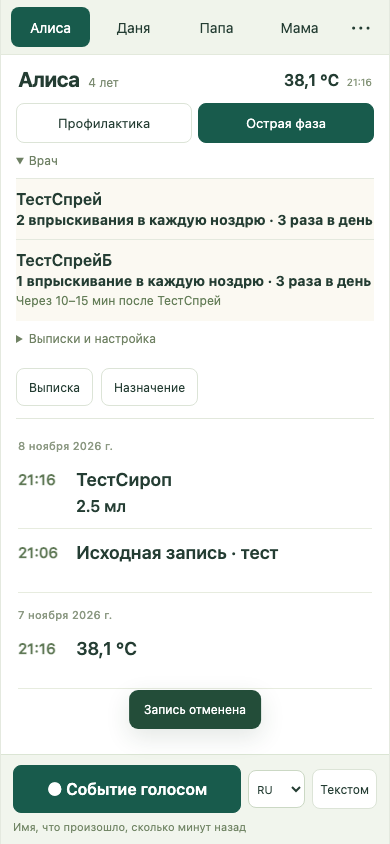 Алиса Даня Папа Мама ···
Алиса 4 лет 38,1 °C 21:16
Профилактика Острая фаза
▼ Врач
ТестСпрей
2 впрыскивания в каждую ноздрю · 3 раза в день
ТестСпрейБ
1 впрыскивание в каждую ноздрю · 3 раза в день
Через 10–15 мин после ТестСпрей
▶ Выписки и настройка
Выписка Назначение
8 ноября 2026 г.
21:16 ТестСироп
2.5 мл
21:06 Исходная запись · тест
7 ноября 2026 г.
21:16 38,1 °C
Запись отменена
Событие голосом RU Текстом
Имя, что произошло, сколько минут назад